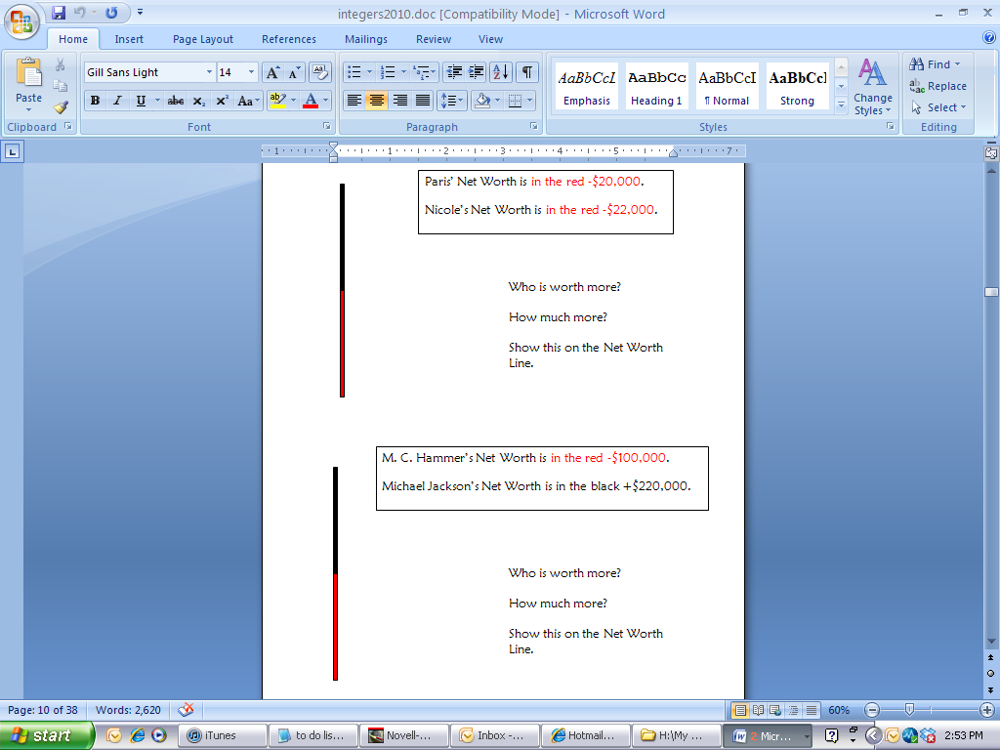 integers2010.doc [Compatibility Mode] - Microsoft Word
Home Insert Page Layout References Mailings Review View
Paste
Clipboard
Gill Sans Light 14
B I U abc x₂ x² Aa
Font
Paragraph
AaBbCcI AaBbCc AaBbCcI AaBbCcI
Emphasis Heading 1 ¶ Normal Strong
Change Styles
Styles
Find
Replace
Select
Editing
1 1 2 3 4 5 7
Paris' Net Worth is in the red -$20,000.
Nicole's Net Worth is in the red -$22,000.
Who is worth more?
How much more?
Show this on the Net Worth
Line.
M. C. Hammer's Net Worth is in the red -$100,000.
Michael Jackson's Net Worth is in the black +$220,000.
Who is worth more?
How much more?
Show this on the Net Worth
Line.
Page: 10 of 38 Words: 2,620 60%
start iTunes to do lis... Novell-... Inbox -... Hotmail... H:\My ... ? Micr... 2:53 PM